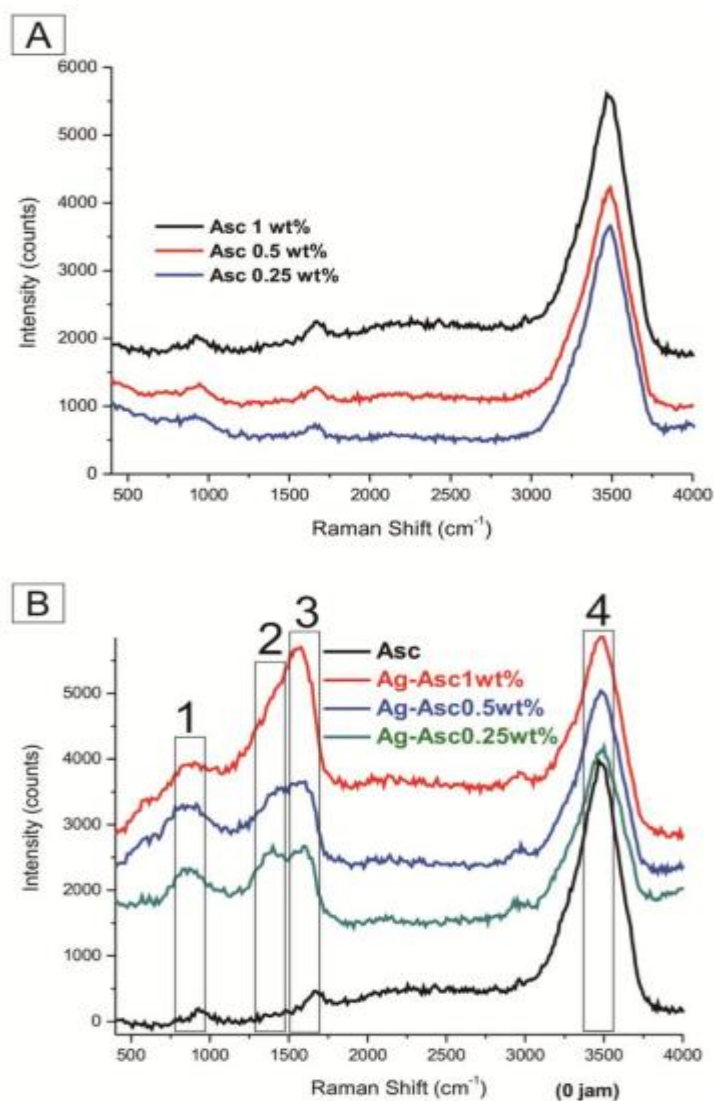 A
6000
5000
4000
3000
2000
1000
0
Intensity (counts)
Asc 1 wt%
Asc 0.5 wt%
Asc 0.25 wt%
500 1000 1500 2000 2500 3000 3500 4000
Raman Shift (cm⁻¹)
B
1 2 3 4
5000
4000
3000
2000
1000
0
Intensity (counts)
Asc
Ag-Asc1wt%
Ag-Asc0.5wt%
Ag-Asc0.25wt%
500 1000 1500 2000 2500 3000 3500 4000
Raman Shift (cm⁻¹) (0 jam)